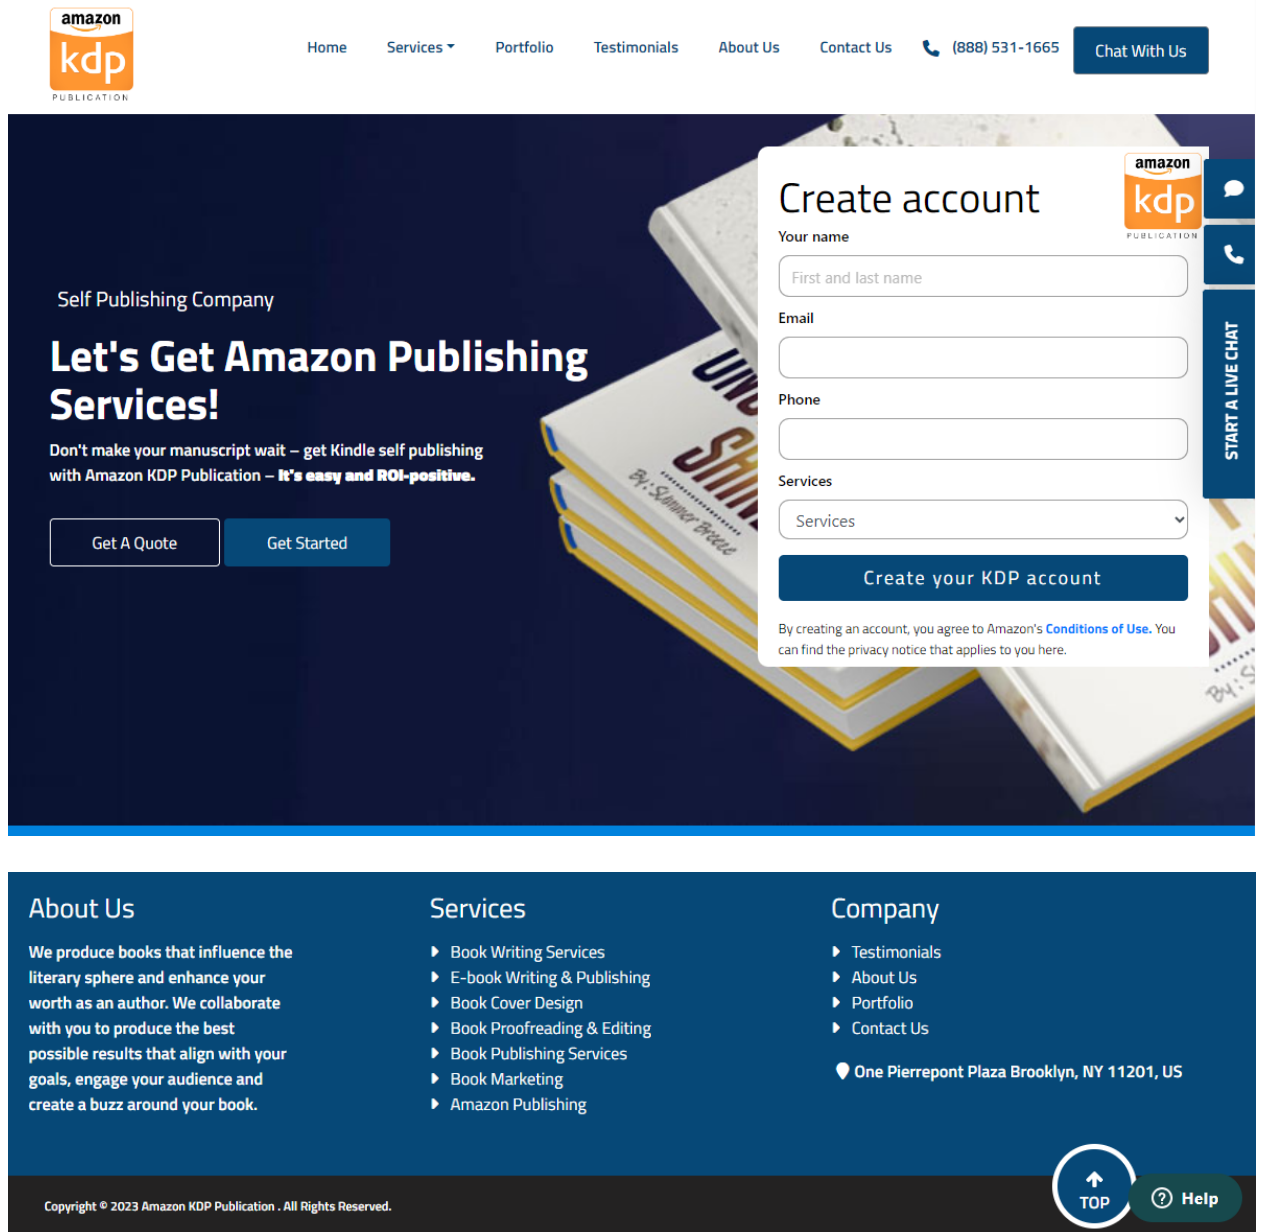 amazon
kdp
PUBLICATION
Home
Services
Portfolio
Testimonials
About Us
Contact Us
(888) 531-1665
Chat With Us
Self Publishing Company
Let's Get Amazon Publishing
Services!
Don't make your manuscript wait – get Kindle self publishing
with Amazon KDP Publication – It's easy and ROI-positive.
Get A Quote
Get Started
By: Summer Breeze
amazon
kdp
PUBLICATION
Create account
Your name
First and last name
Email
Phone
Services
Services
Create your KDP account
By creating an account, you agree to Amazon's Conditions of Use. You
can find the privacy notice that applies to you here.
START A LIVE CHAT
About Us
We produce books that influence the
literary sphere and enhance your
worth as an author. We collaborate
with you to produce the best
possible results that align with your
goals, engage your audience and
create a buzz around your book.
Services
Book Writing Services
E-book Writing & Publishing
Book Cover Design
Book Proofreading & Editing
Book Publishing Services
Book Marketing
Amazon Publishing
Company
Testimonials
About Us
Portfolio
Contact Us
One Pierrepont Plaza Brooklyn, NY 11201, US
Copyright © 2023 Amazon KDP Publication . All Rights Reserved.
TOP
Help